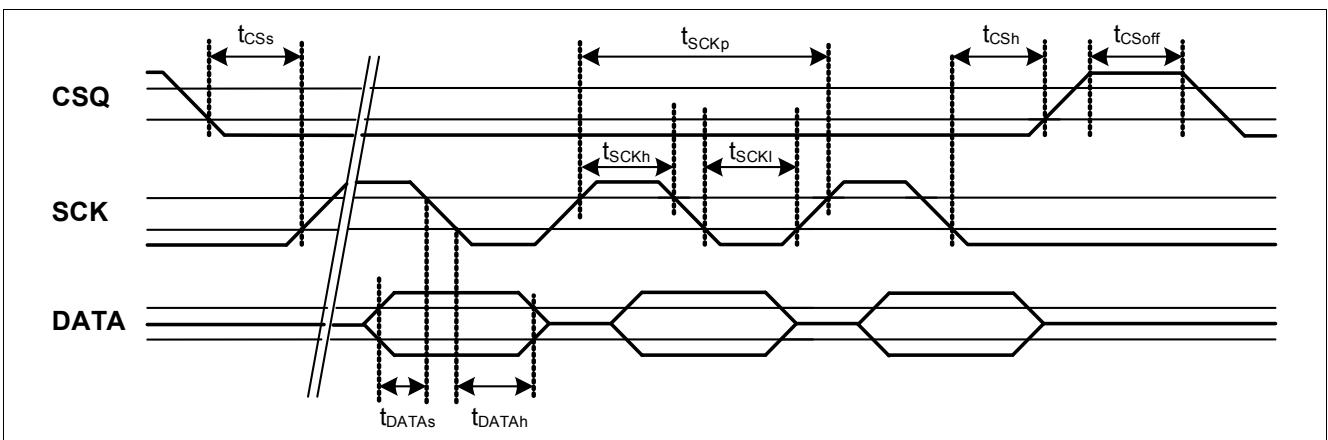 tCSs
tSCKp
tCSh
tCSoff
CSQ
tSCKh
tSCKl
SCK
DATA
tDATAs
tDATAh